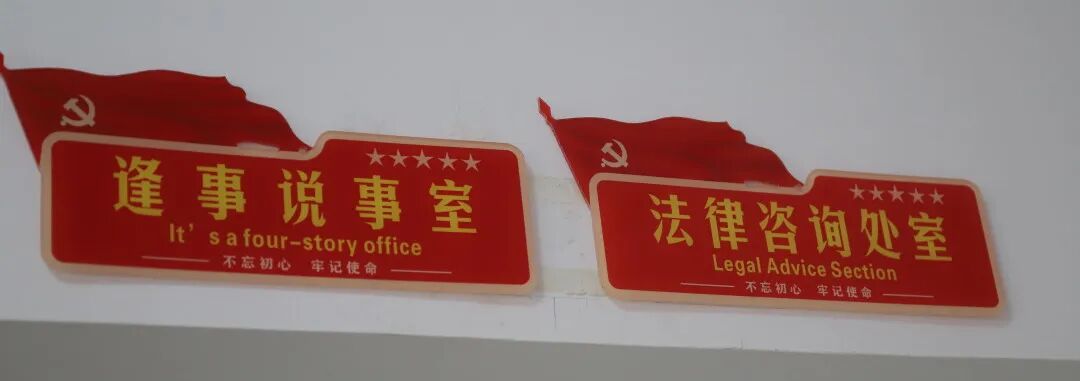 逢事说事室
It's a four-story office
不忘初心 牢记使命
法律咨询处室
Legal Advice Section
不忘初心 牢记使命